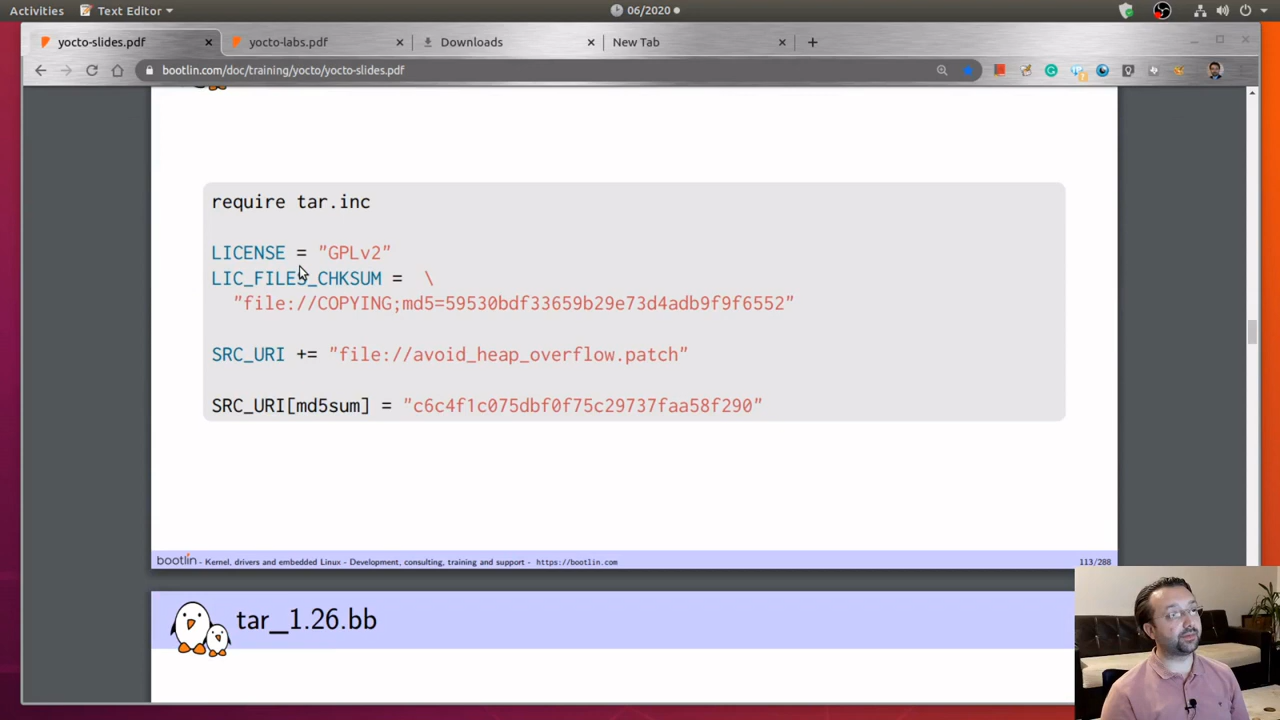 Activities Text Editor 06/2020
yocto-slides.pdf yocto-labs.pdf Downloads New Tab
bootlin.com/doc/training/yocto/yocto-slides.pdf
require tar.inc
LICENSE = "GPLv2"
LIC_FILES_CHKSUM = \
"file://COPYING;md5=59530bdf33659b29e73d4adb9f9f6552"
SRC_URI += "file://avoid_heap_overflow.patch"
SRC_URI[md5sum] = "c6c4f1c075dbf0f75c29737faa58f290"
bootlin - Kernel, drivers and embedded Linux - Development, consulting, training and support - https://bootlin.com 113/288
tar_1.26.bb